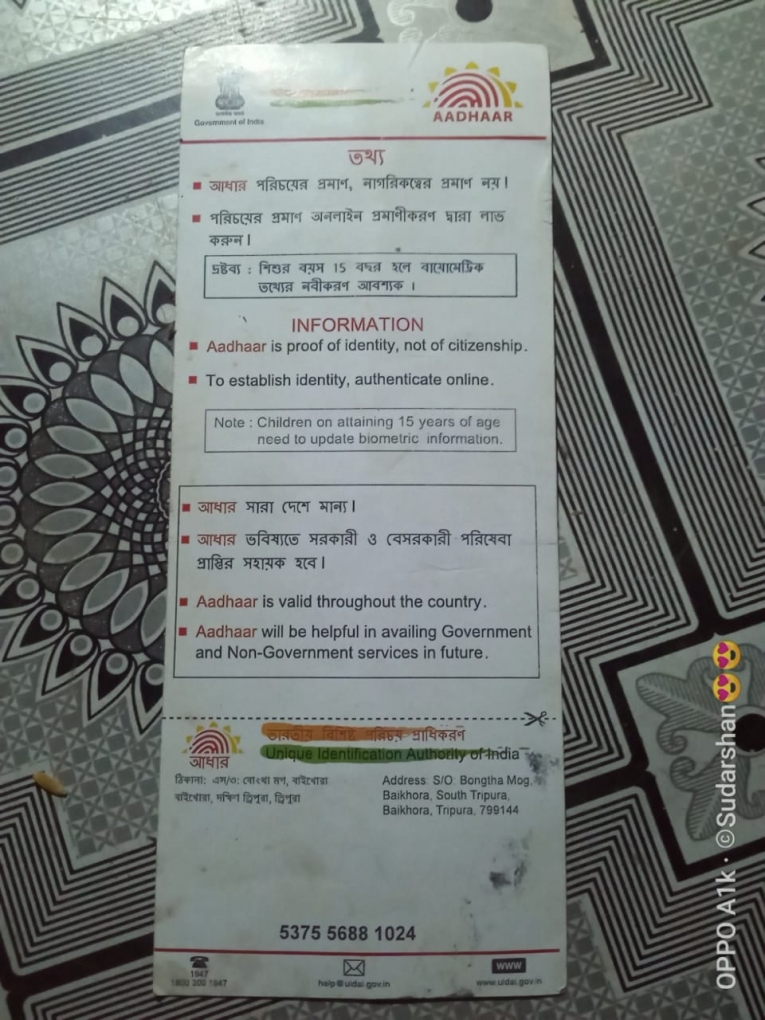 Government of India
AADHAAR
তথ্য
আধার পরিচয়ের প্রমাণ, নাগরিকত্বের প্রমাণ নয়।
পরিচয়ের প্রমাণ অনলাইন প্রমাণীকরণ দ্বারা লাভ
করুন।
দ্রষ্টব্য : শিশুর বয়স 15 বছর হলে বায়োমেট্রিক
তথ্যের নবীকরণ আবশ্যক ।
INFORMATION
Aadhaar is proof of identity, not of citizenship.
To establish identity, authenticate online.
Note : Children on attaining 15 years of age
need to update biometric information.
আধার সারা দেশে মান্য।
আধার ভবিষ্যতে সরকারী ও বেসরকারী পরিষেবা
প্রাপ্তির সহায়ক হবে।
Aadhaar is valid throughout the country.
Aadhaar will be helpful in availing Government
and Non-Government services in future.
ভারতীয় বিশিষ্ট পরিচয় প্রাধিকরণ
Unique Identification Authority of India
আধার
ঠিকানা: এস/ও: বোংথা মগ, বাইখোরা
বাইখোরা, দক্ষিণ ত্রিপুরা, ত্রিপুরা
Address: S/O: Bongtha Mog,
Baikhora, South Tripura,
Baikhora, Tripura, 799144
5375 5688 1024
1947
1800 300 1947
help@uidai.gov.in
www
www.uidai.gov.in
OPPO A1k · ©Sudarshan😍😍